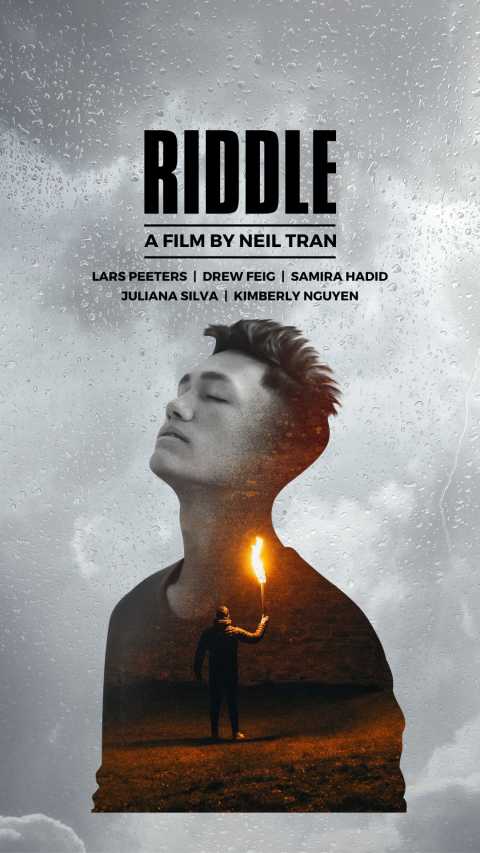 RIDDLE
A FILM BY NEIL TRAN
LARS PEETERS | DREW FEIG | SAMIRA HADID
JULIANA SILVA | KIMBERLY NGUYEN